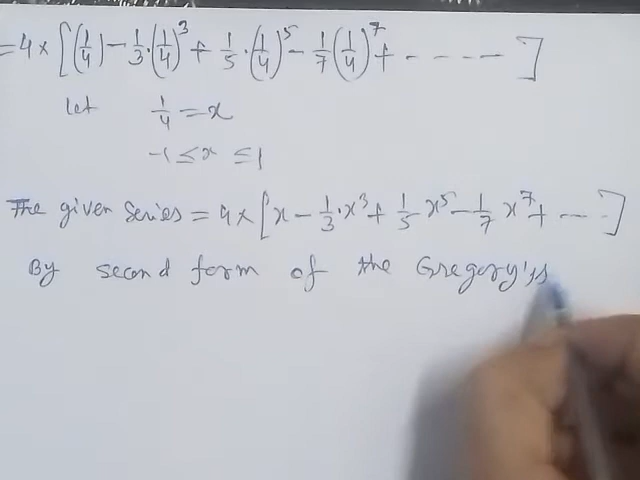 =4×[(1/4)-1/3·(1/4)^3+1/5·(1/4)^5-1/7(1/4)^7+-----]
Let 1/4=x
-1≤x≤1
The given series=4×[x-1/3·x^3+1/5x^5-1/7x^7+---]
By second form of the Gregory's